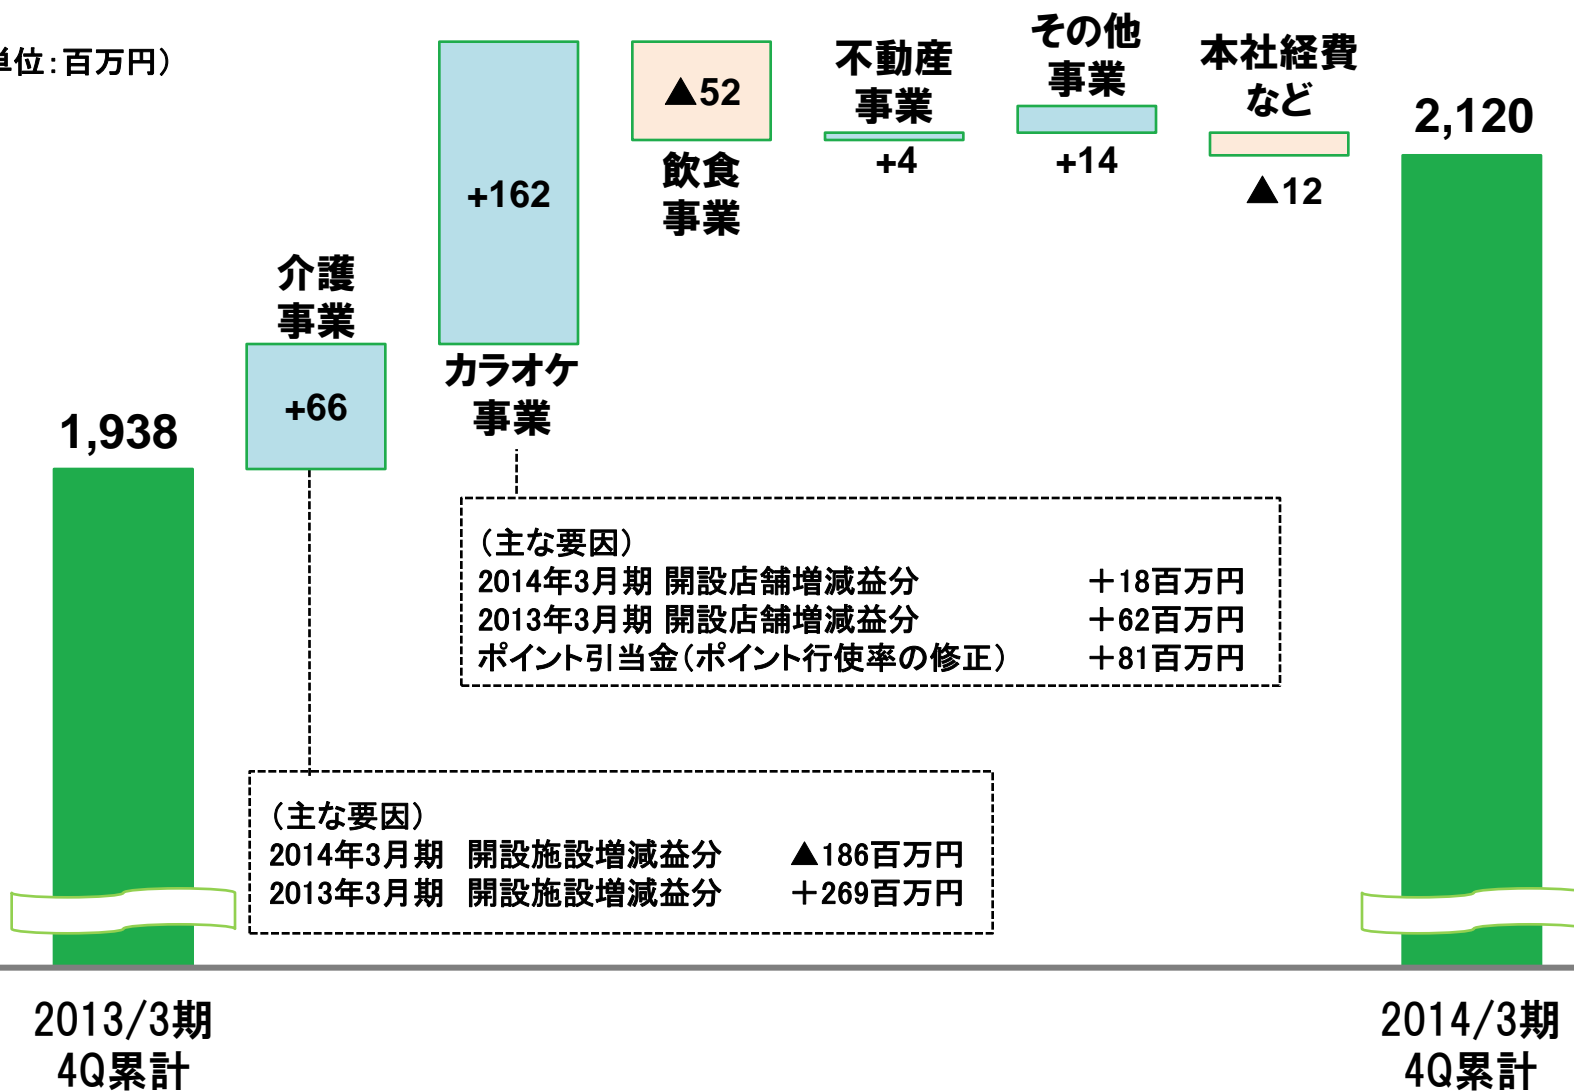 単位:百万円)
1,938
介護
事業
+66
+162
カラオケ
事業
▲52
飲食
事業
不動産
事業
+4
その他
事業
+14
本社経費
など
▲12
2,120
(主な要因)
2014年3月期 開設店舗増減益分 +18百万円
2013年3月期 開設店舗増減益分 +62百万円
ポイント引当金(ポイント行使率の修正) +81百万円
(主な要因)
2014年3月期 開設施設増減益分 ▲186百万円
2013年3月期 開設施設増減益分 +269百万円
2013/3期
4Q累計
2014/3期
4Q累計